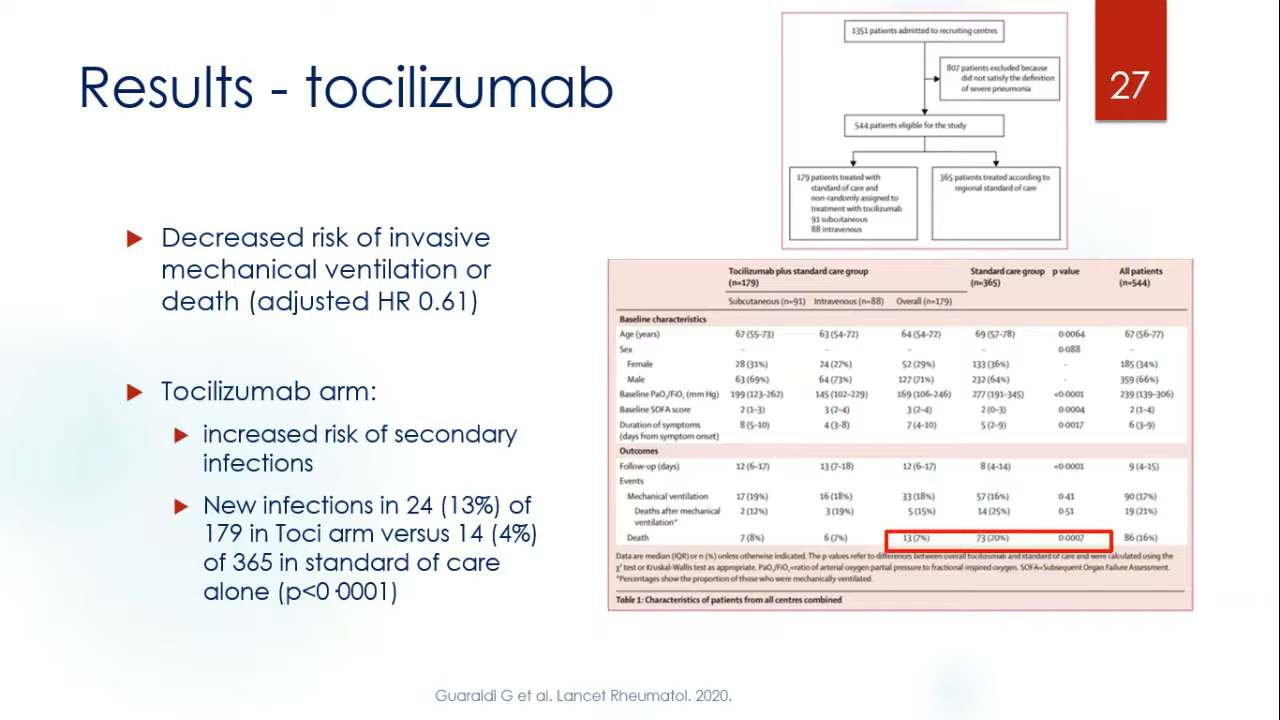 Results - tocilizumab
27
1351 patients admitted to recruiting centres
807 patients excluded because
did not satisfy the definition
of severe pneumonia
544 patients eligible for the study
179 patients treated with
standard of care and
non-randomly assigned to
treatment with tocilizumab
91 subcutaneous
88 intravenous
365 patients treated according to
regional standard of care
Decreased risk of invasive
mechanical ventilation or
death (adjusted HR 0.61)
Tocilizumab arm:
increased risk of secondary
infections
New infections in 24 (13%) of
179 in Toci arm versus 14 (4%)
of 365 in standard of care
alone (p<0·0001)
Tocilizumab plus standard care group Standard care group p value All patients
(n=179) (n=365) (n=544)
Subcutaneous (n=91) Intravenous (n=88) Overall (n=179)
Baseline characteristics
Age (years) 67 (55-73) 63 (54-72) 64 (54-72) 69 (57-78) 0·0064 67 (56-77)
Sex - - - - 0·088 -
Female 28 (31%) 24 (27%) 52 (29%) 133 (36%) - 185 (34%)
Male 63 (69%) 64 (73%) 127 (71%) 232 (64%) - 359 (66%)
Baseline PaO₂/FiO₂ (mm Hg) 199 (123-262) 145 (102-229) 169 (106-246) 277 (191-345) <0·0001 239 (139-306)
Baseline SOFA score 2 (1-3) 3 (2-4) 3 (2-4) 2 (0-3) 0·0004 2 (1-4)
Duration of symptoms 8 (5-10) 4 (3-8) 7 (4-10) 5 (2-9) 0·0017 6 (3-9)
(days from symptom onset)
Outcomes
Follow-up (days) 12 (6-17) 13 (7-18) 12 (6-17) 8 (4-14) <0·0001 9 (4-15)
Events
Mechanical ventilation 17 (19%) 16 (18%) 33 (18%) 57 (16%) 0·41 90 (17%)
Deaths after mechanical 2 (12%) 3 (19%) 5 (15%) 14 (25%) 0·51 19 (21%)
ventilation*
Death 7 (8%) 6 (7%) 13 (7%) 73 (20%) 0·0007 86 (16%)
Data are median (IQR) or n (%) unless otherwise indicated. The p values refer to differences between overall tocilizumab and standard of care and were calculated using the
χ² test or Kruskal-Wallis test as appropriate. PaO₂/FiO₂=ratio of arterial oxygen partial pressure to fractional inspired oxygen. SOFA=Subsequent Organ Failure Assessment.
*Percentages show the proportion of those who were mechanically ventilated.
Table 1: Characteristics of patients from all centres combined
Guaraldi G et al. Lancet Rheumatol. 2020.